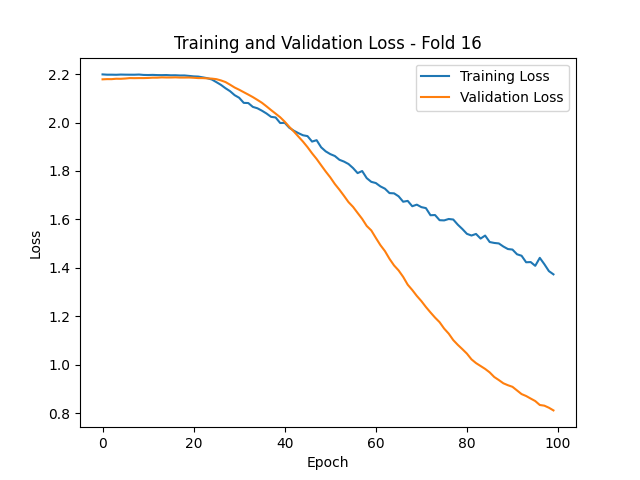 Training and Validation Loss - Fold 16
Training Loss
Validation Loss
2.2
2.0
1.8
1.6
1.4
1.2
1.0
0.8
Loss
0 20 40 60 80 100
Epoch